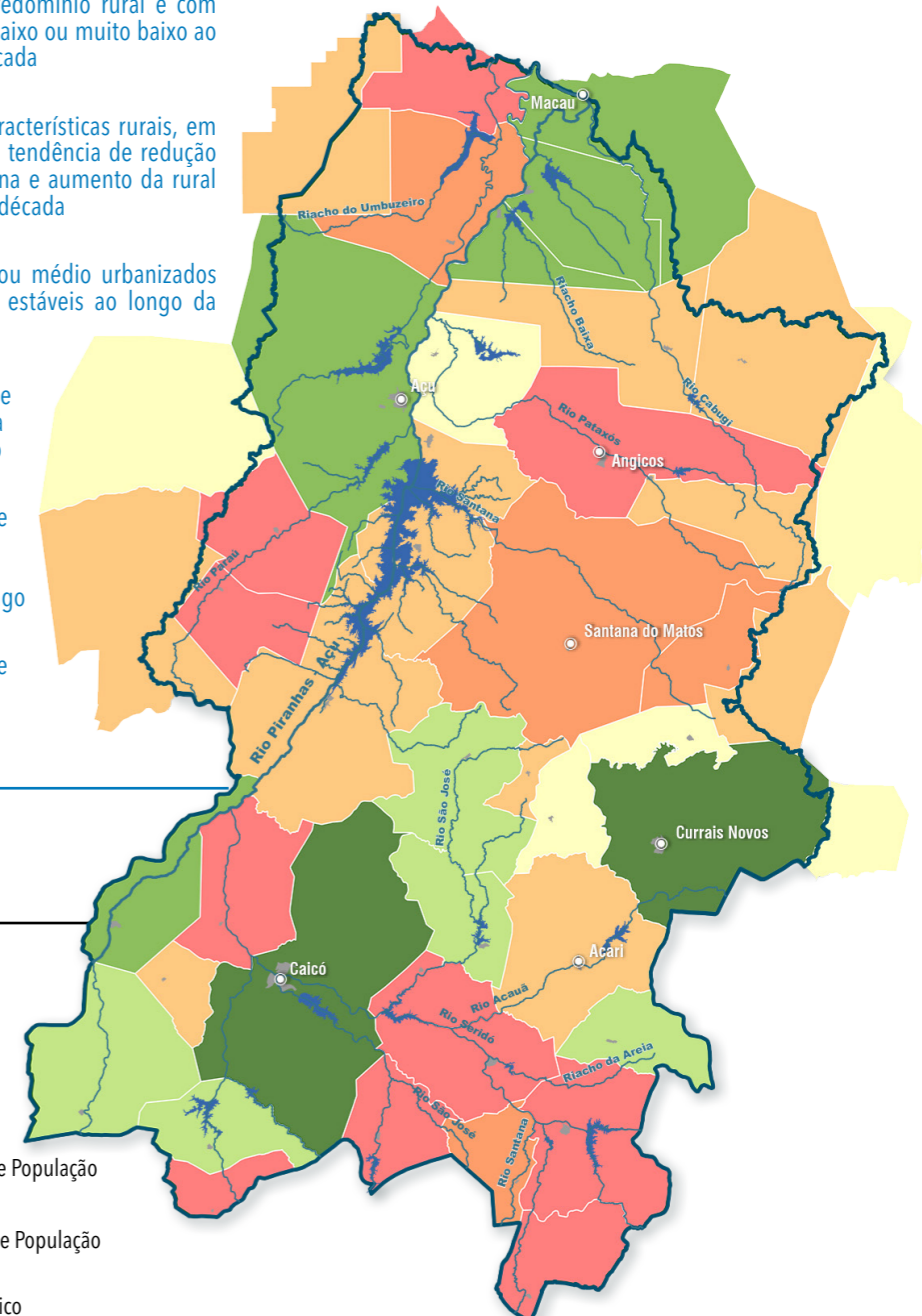 edomínio rural e com
aixo ou muito baixo ao
cada
racterísticas rurais, em
tendência de redução
na e aumento da rural
década
ou médio urbanizados
estáveis ao longo da
e
a
o
e
go
e
e População
e População
ico
Macau
Riacho do Umbuzeiro
Riacho Baixa
Açu
Rio Cabugi
Rio Pataxós
Angicos
Rio Santana
Rio Paraú
Santana do Matos
Rio Piranhas Açu
Rio São José
Currais Novos
Acari
Caicó
Rio Acauã
Rio Seridó
Riacho da Areia
Rio São José
Rio Santana